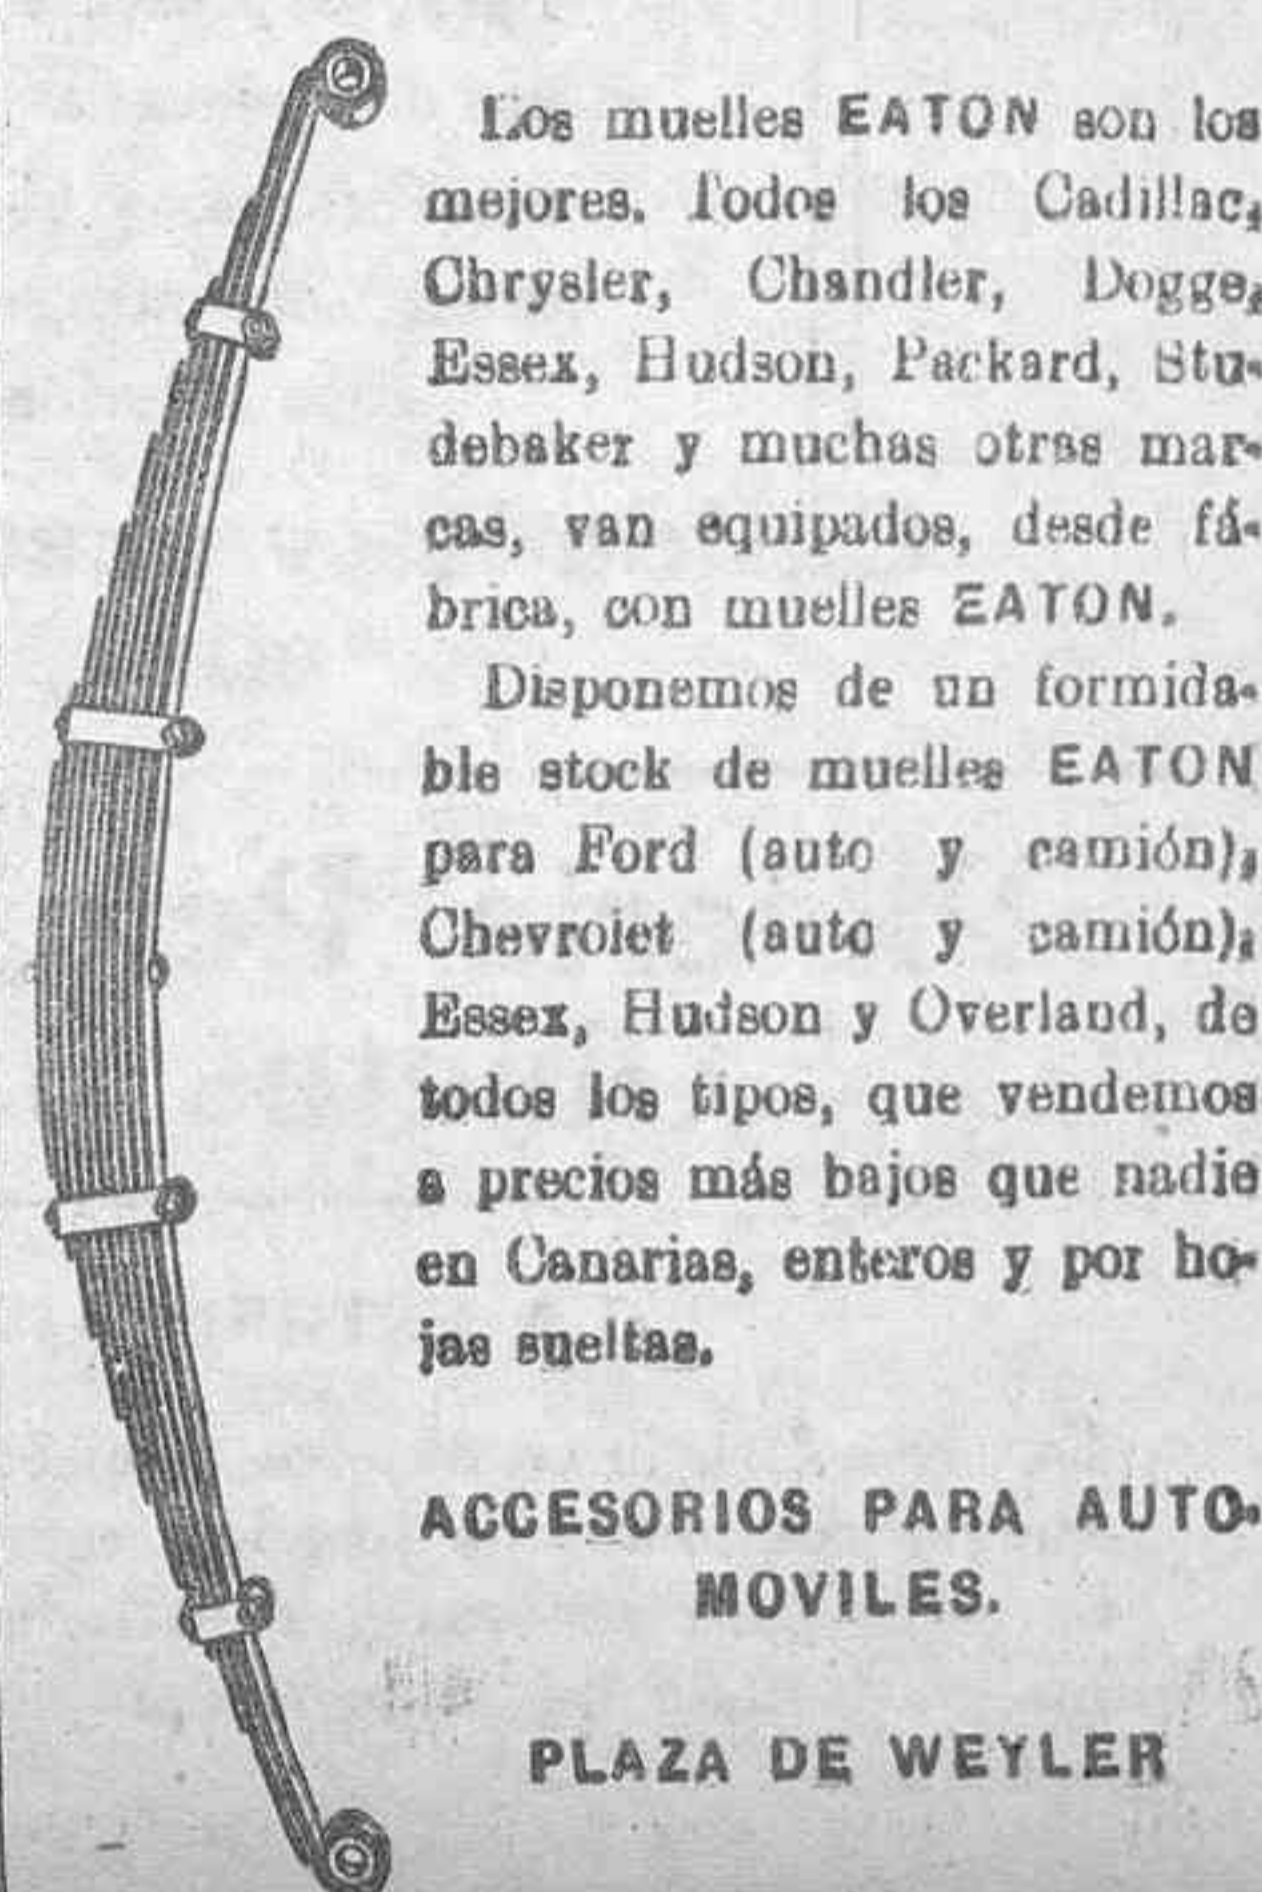 Los muelles EATON son los
mejores. Todos los Cadillac,
Chrysler, Chandler, Dogge,
Essex, Hudson, Packard, Stu-
debaker y muchas otras mar-
cas, van equipados, desde fá-
brica, con muelles EATON.
Disponemos de un formida-
ble stock de muelles EATON
para Ford (auto y camión),
Chevrolet (auto y camión),
Essex, Hudson y Overland, de
todos los tipos, que vendemos
a precios más bajos que nadie
en Canarias, enteros y por ho-
jas sueltas.
ACCESORIOS PARA AUTO-
MOVILES.
PLAZA DE WEYLER